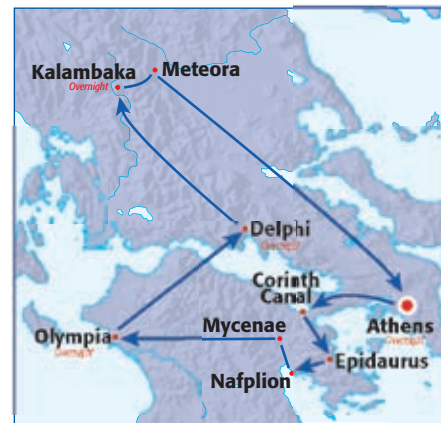 Kalambaka
Overnight
Meteora
Delphi
Overnight
Corinth
Canal
Athens
Overnight
Olympia
Overnight
Mycenae
Epidaurus
Nafplion